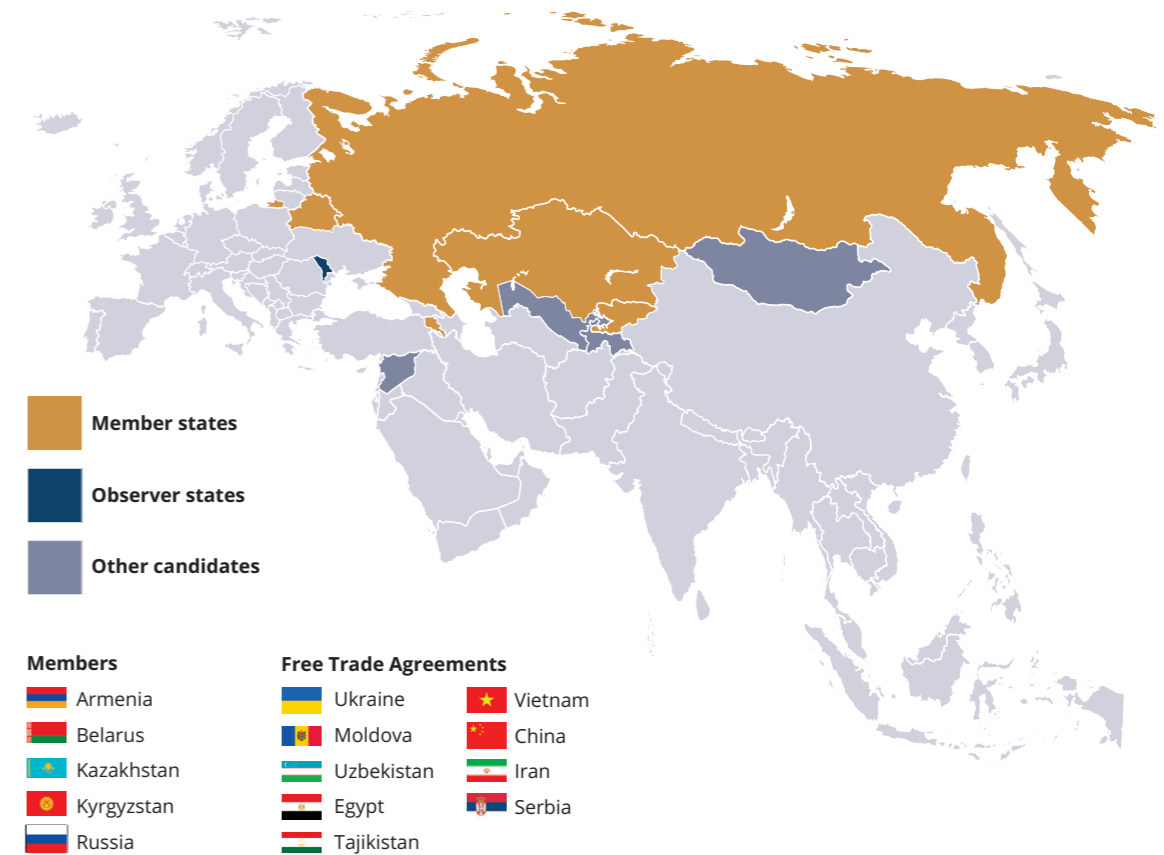 Member states
Observer states
Other candidates
Members
Armenia
Belarus
Kazakhstan
Kyrgyzstan
Russia
Free Trade Agreements
Ukraine
Moldova
Uzbekistan
Egypt
Tajikistan
Vietnam
China
Iran
Serbia